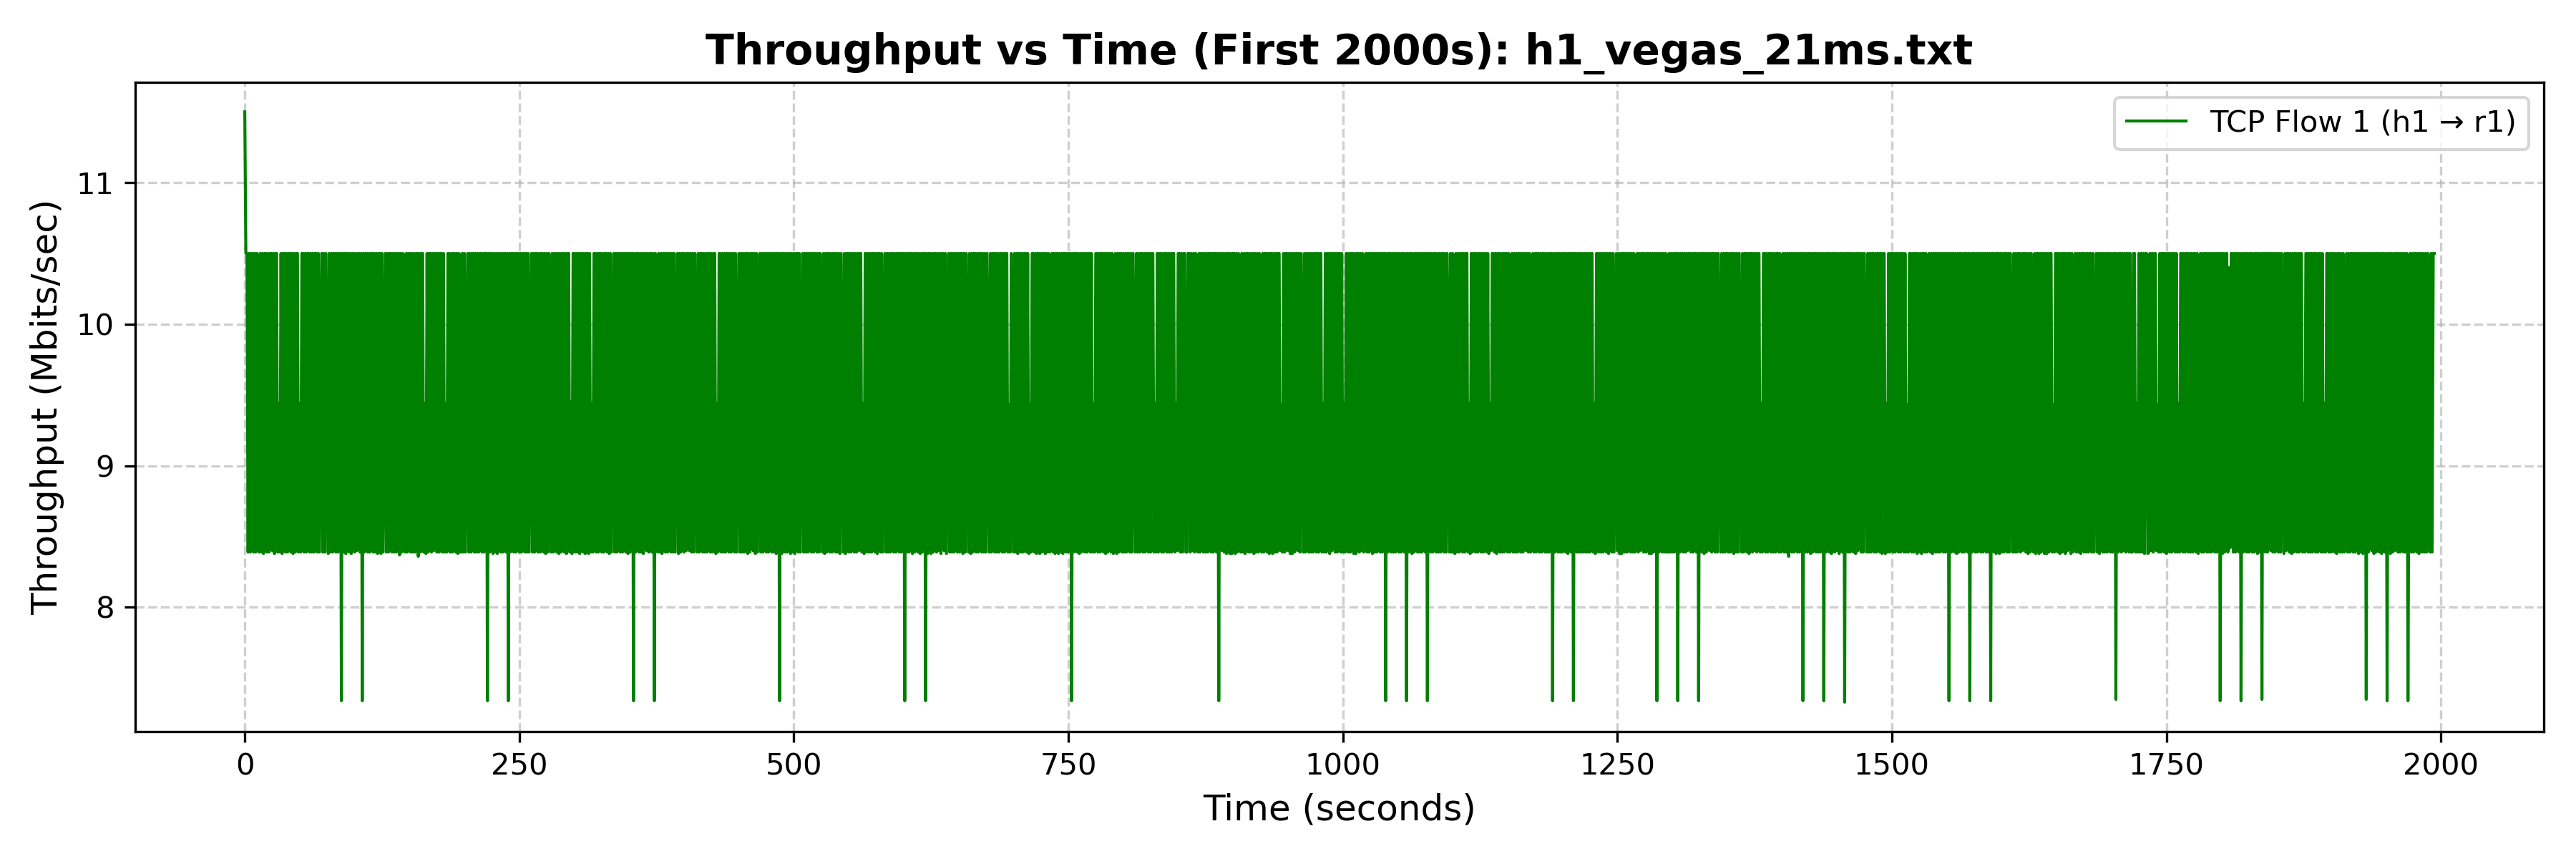 Throughput vs Time (First 2000s): h1_vegas_21ms.txt
TCP Flow 1 (h1 → r1)
Throughput (Mbits/sec)
11
10
9
8
0 250 500 750 1000 1250 1500 1750 2000
Time (seconds)